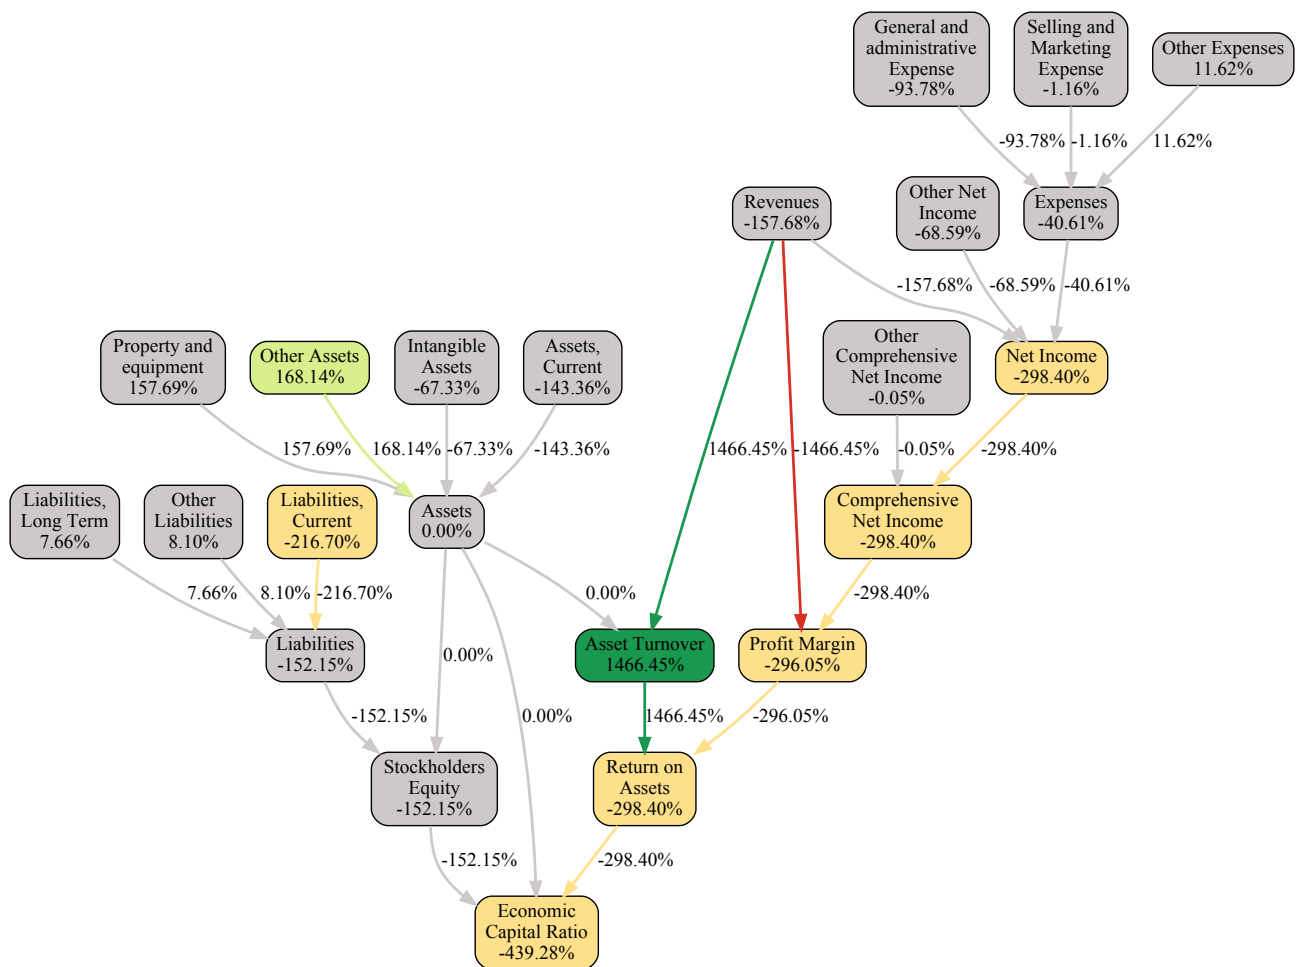 General and
administrative
Expense
-93.78%
Selling and
Marketing
Expense
-1.16%
Other Expenses
11.62%
-93.78%
-1.16%
11.62%
Revenues
-157.68%
Other Net
Income
-68.59%
Expenses
-40.61%
-157.68%
-68.59%
-40.61%
Property and
equipment
157.69%
Other Assets
168.14%
Intangible
Assets
-67.33%
Assets,
Current
-143.36%
Other
Comprehensive
Net Income
-0.05%
Net Income
-298.40%
157.69%
168.14%
-67.33%
-143.36%
1466.45%
-1466.45%
-0.05%
-298.40%
Liabilities,
Long Term
7.66%
Other
Liabilities
8.10%
Liabilities,
Current
-216.70%
Assets
0.00%
Comprehensive
Net Income
-298.40%
7.66%
8.10%
-216.70%
0.00%
-298.40%
Liabilities
-152.15%
0.00%
Asset Turnover
1466.45%
Profit Margin
-296.05%
-152.15%
0.00%
1466.45%
-296.05%
Stockholders
Equity
-152.15%
Return on
Assets
-298.40%
-152.15%
-298.40%
Economic
Capital Ratio
-439.28%